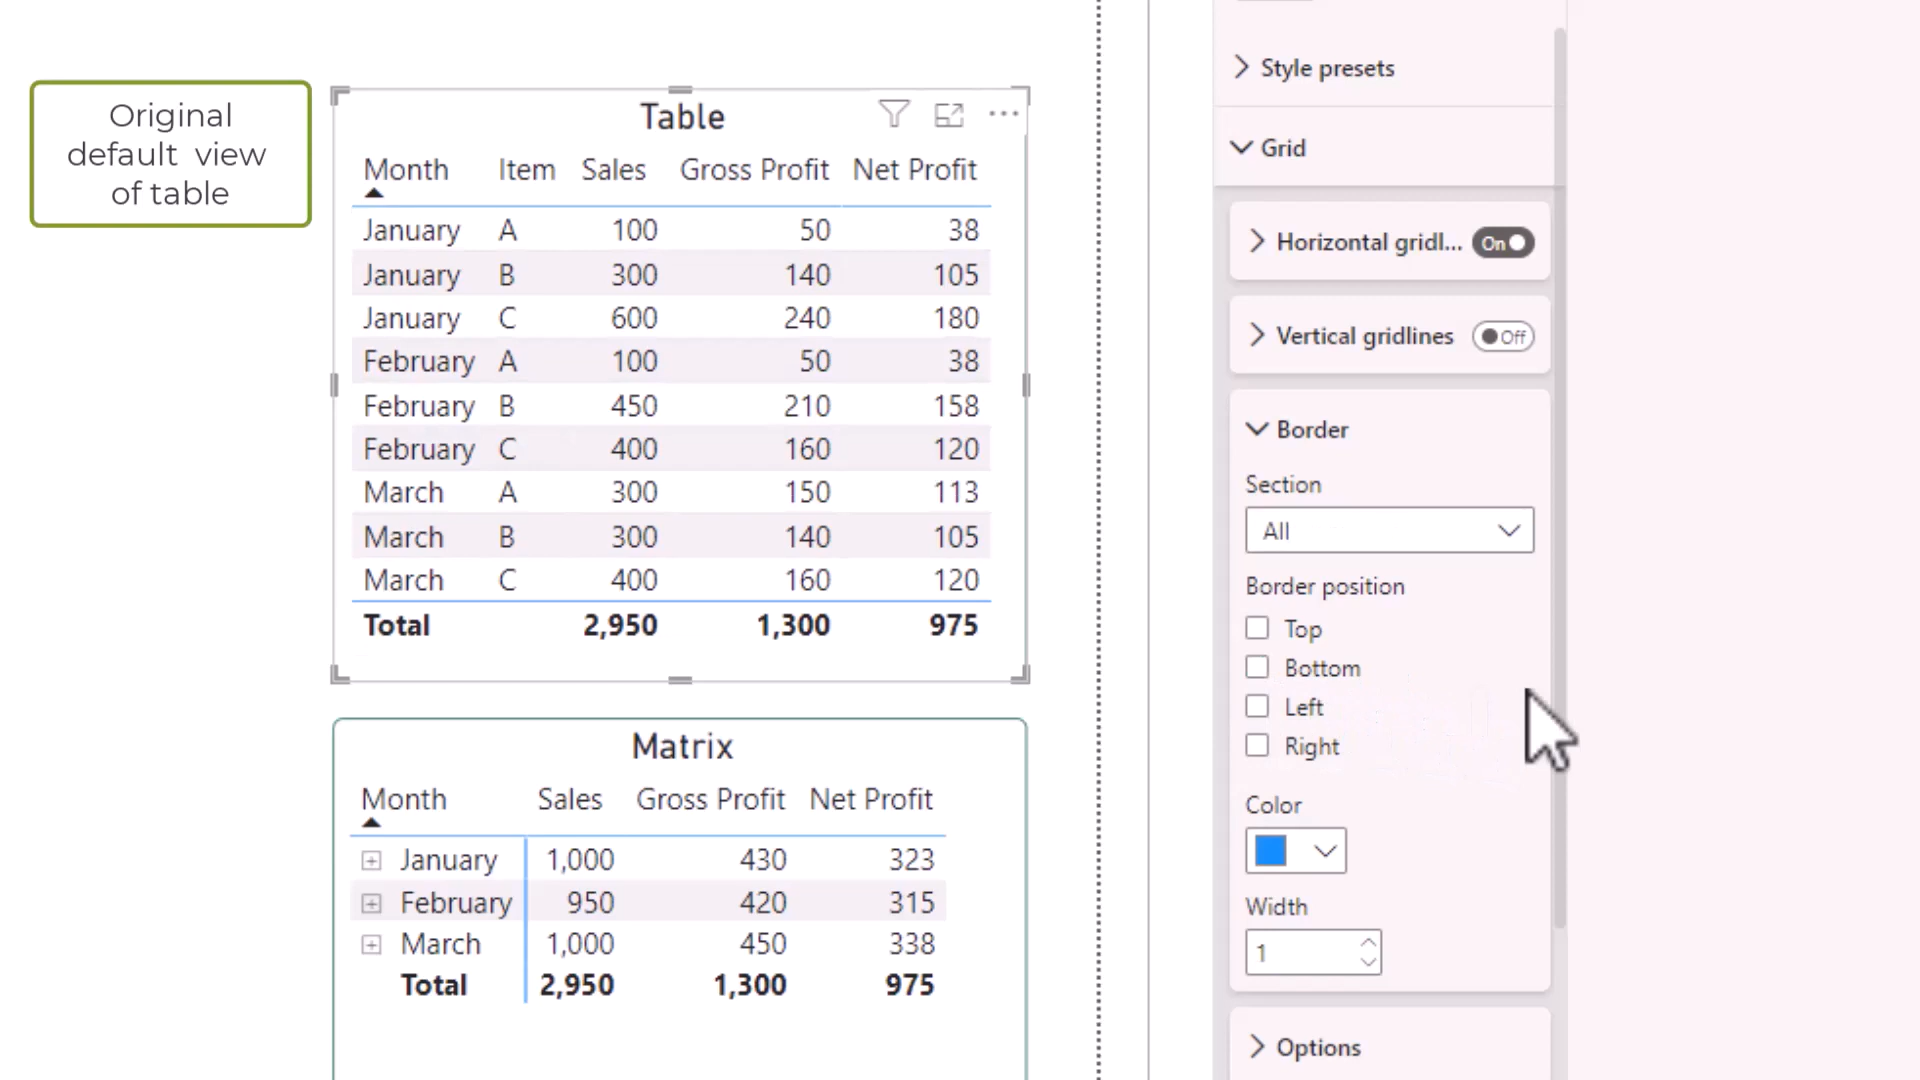 Original
default view
of table
Table
Month Item Sales Gross Profit Net Profit
January A 100 50 38
January B 300 140 105
January C 600 240 180
February A 100 50 38
February B 450 210 158
February C 400 160 120
March A 300 150 113
March B 300 140 105
March C 400 160 120
Total 2,950 1,300 975
Matrix
Month Sales Gross Profit Net Profit
January 1,000 430 323
February 950 420 315
March 1,000 450 338
Total 2,950 1,300 975
Style presets
Grid
Horizontal gridl... On
Vertical gridlines Off
Border
Section
All
Border position
Top
Bottom
Left
Right
Color
Width
1
Options